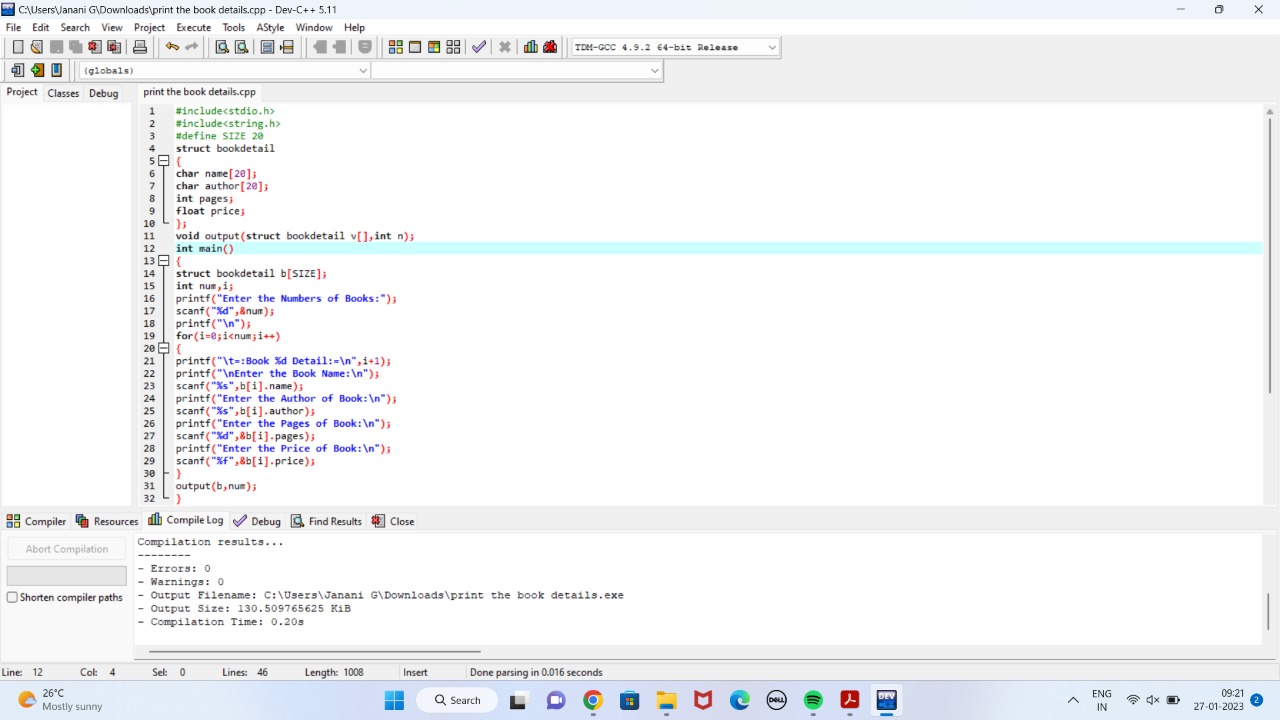 C:\Users\Janani G\Downloads\print the book details.cpp - Dev-C++ 5.11
File Edit Search View Project Execute Tools AStyle Window Help
TDM-GCC 4.9.2 64-bit Release
(globals)
Project Classes Debug print the book details.cpp
1 #include<stdio.h>
2 #include<string.h>
3 #define SIZE 20
4 struct bookdetail
5 {
6 char name[20];
7 char author[20];
8 int pages;
9 float price;
10 };
11 void output(struct bookdetail v[],int n);
12 int main()
13 {
14 struct bookdetail b[SIZE];
15 int num,i;
16 printf("Enter the Numbers of Books:");
17 scanf("%d",&num);
18 printf("\n");
19 for(i=0;i<num;i++)
20 {
21 printf("\t=:Book %d Detail:=\n",i+1);
22 printf("\nEnter the Book Name:\n");
23 scanf("%s",b[i].name);
24 printf("Enter the Author of Book:\n");
25 scanf("%s",b[i].author);
26 printf("Enter the Pages of Book:\n");
27 scanf("%d",&b[i].pages);
28 printf("Enter the Price of Book:\n");
29 scanf("%f",&b[i].price);
30 }
31 output(b,num);
32 }
Compiler Resources Compile Log Debug Find Results Close
Abort Compilation
Shorten compiler paths
Compilation results...
--------
- Errors: 0
- Warnings: 0
- Output Filename: C:\Users\Janani G\Downloads\print the book details.exe
- Output Size: 130.509765625 KiB
- Compilation Time: 0.20s
Line: 12 Col: 4 Sel: 0 Lines: 46 Length: 1008 Insert Done parsing in 0.016 seconds
26°C
Mostly sunny
Search
DELL
DEV
ENG
IN
09:21
27-01-2023
2